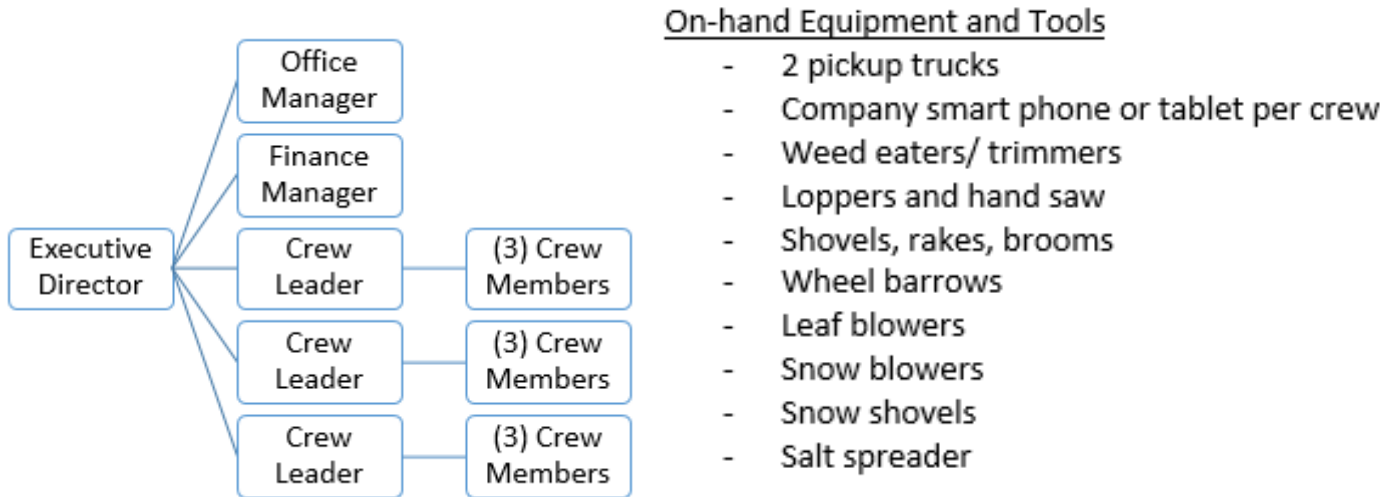 Office
Manager
Finance
Manager
Executive
Director
Crew
Leader
(3) Crew
Members
Crew
Leader
(3) Crew
Members
Crew
Leader
(3) Crew
Members
On-hand Equipment and Tools
- 2 pickup trucks
- Company smart phone or tablet per crew
- Weed eaters/ trimmers
- Loppers and hand saw
- Shovels, rakes, brooms
- Wheel barrows
- Leaf blowers
- Snow blowers
- Snow shovels
- Salt spreader